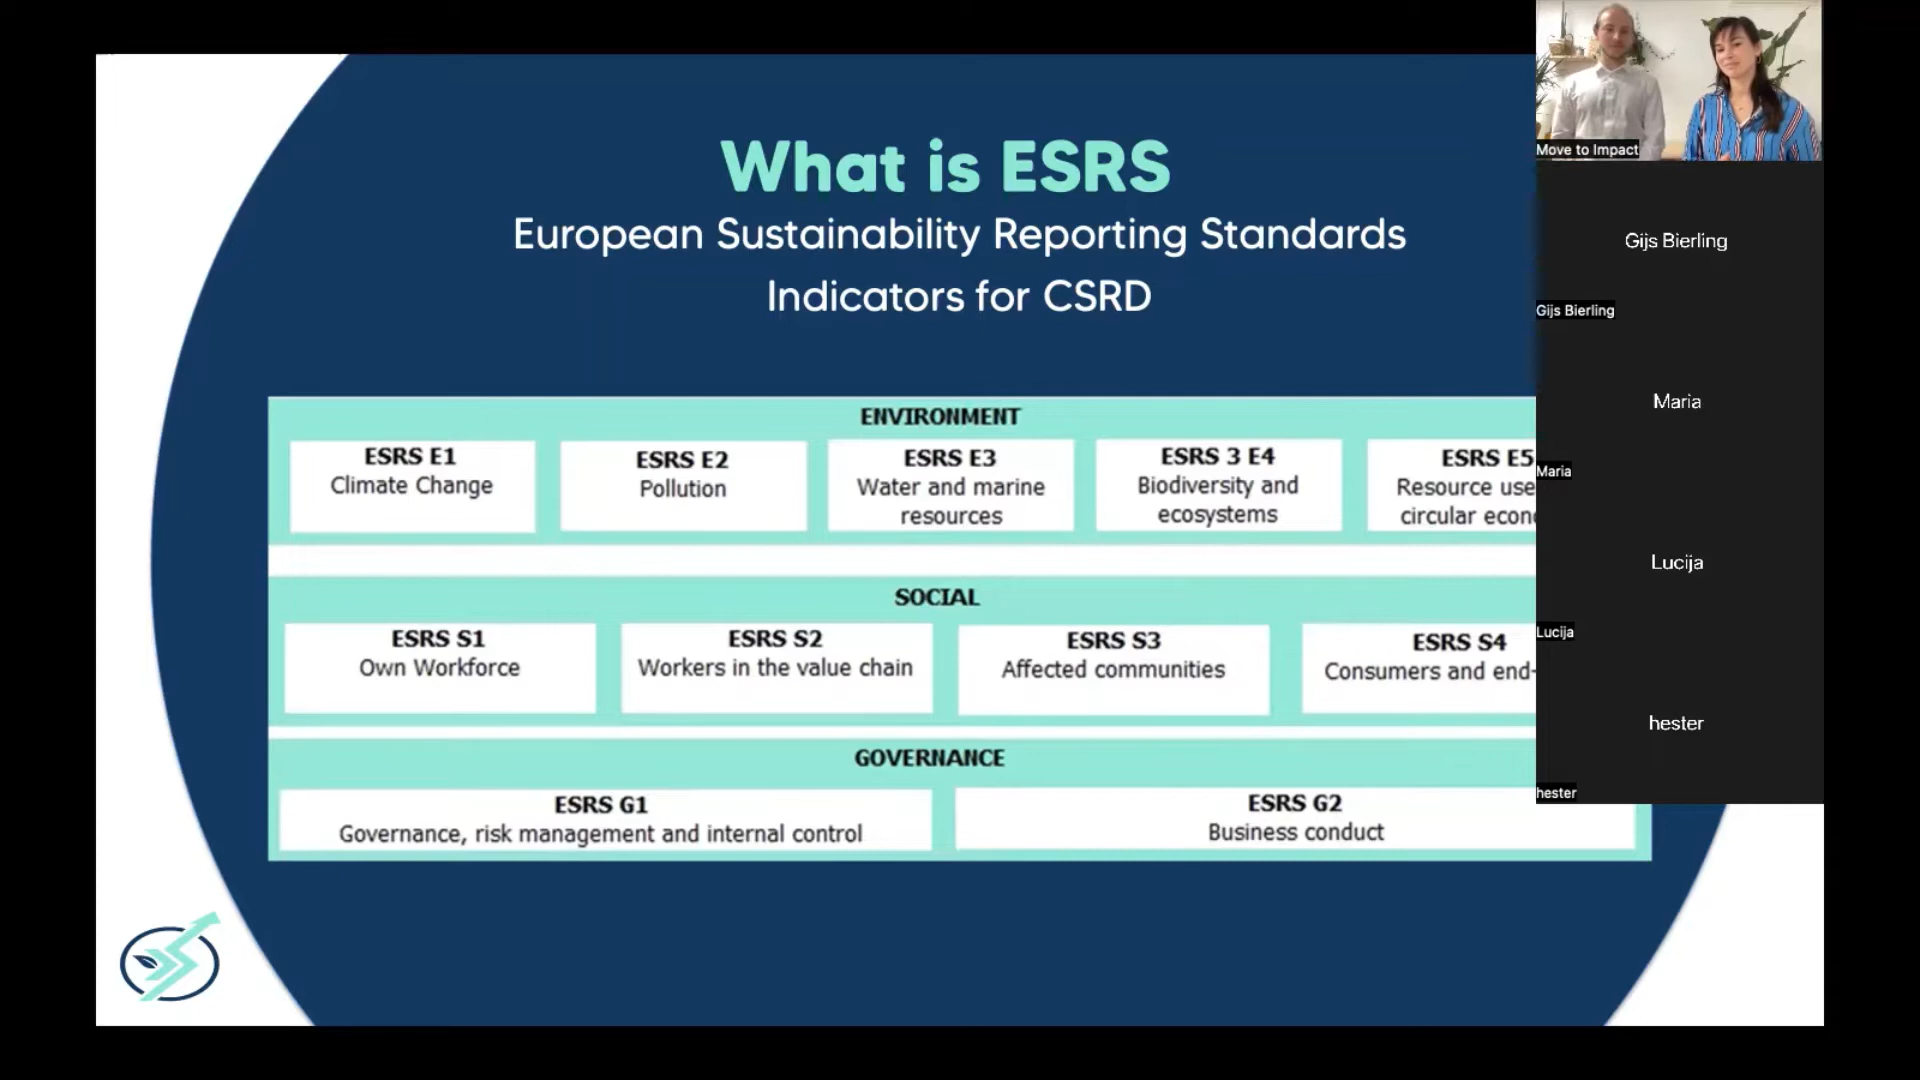 What is ESRS
European Sustainability Reporting Standards
Indicators for CSRD
ENVIRONMENT
ESRS E1
Climate Change
ESRS E2
Pollution
ESRS E3
Water and marine
resources
ESRS 3 E4
Biodiversity and
ecosystems
ESRS E5
Resource use
circular econ
SOCIAL
ESRS S1
Own Workforce
ESRS S2
Workers in the value chain
ESRS S3
Affected communities
ESRS S4
Consumers and end-
GOVERNANCE
ESRS G1
Governance, risk management and internal control
ESRS G2
Business conduct
Move to Impact
Gijs Bierling
Gijs Bierling
Maria
Maria
Lucija
Lucija
hester
hester